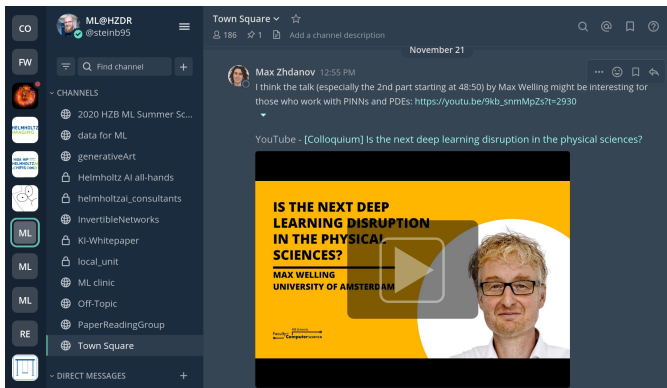 CO
FW
HELMHOLTZ
IMAGING
ML
ML
ML
RE
ML@HZDR
@steinb95
Find channel
CHANNELS
2020 HZB ML Summer Sc...
data for ML
generativeArt
Helmholtz AI all-hands
helmholtzai_consultants
InvertibleNetworks
KI-Whitepaper
local_unit
ML clinic
Off-Topic
PaperReadingGroup
Town Square
DIRECT MESSAGES
Town Square
186 1 Add a channel description
November 21
Max Zhdanov 12:55 PM
I think the talk (especially the 2nd part starting at 48:50) by Max Welling might be interesting for
those who work with PINNs and PDEs: https://youtu.be/9kb_snmMpZs?t=2930
YouTube - [Colloquium] Is the next deep learning disruption in the physical sciences?
IS THE NEXT DEEP
LEARNING DISRUPTION
IN THE PHYSICAL
SCIENCES?
MAX WELLING
UNIVERSITY OF AMSTERDAM
Computer science